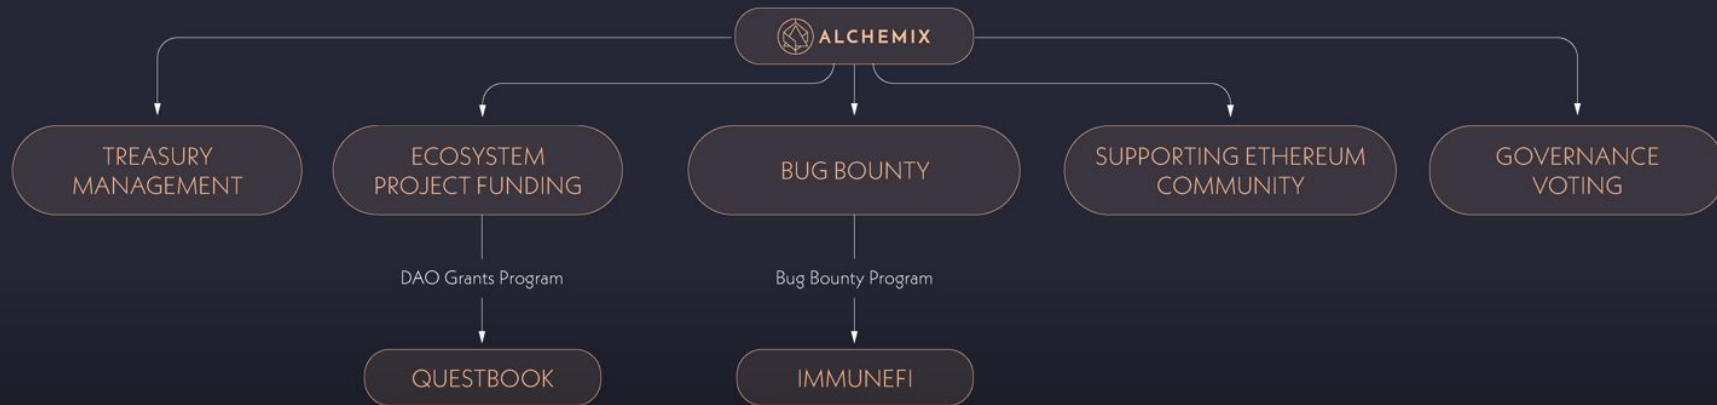 ALCHEMIX
TREASURY
MANAGEMENT
ECOSYSTEM
PROJECT FUNDING
BUG BOUNTY
SUPPORTING ETHEREUM
COMMUNITY
GOVERNANCE
VOTING
DAO Grants Program
Bug Bounty Program
QUESTBOOK
IMMUNEFI